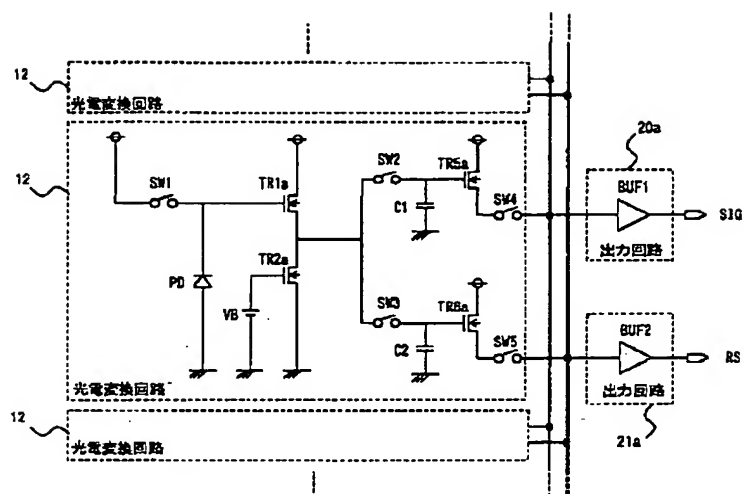 12
光電変換回路
12
SW1
TR1a
PD
TR2a
VB
SW2
TR5a
C1
SW4
SW3
TR6a
C2
SW5
光電変換回路
12
光電変換回路
20a
BUF1
出力回路
SIG
BUF2
出力回路
RS
21a